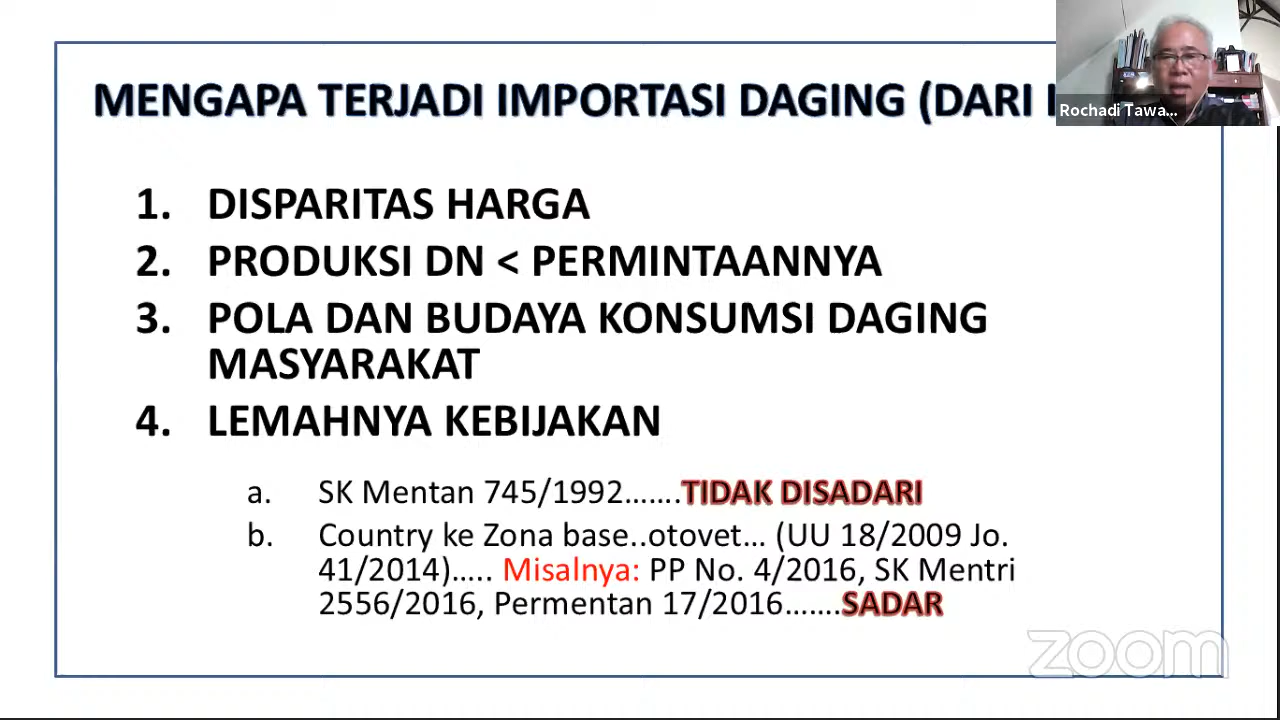 MENGAPA TERJADI IMPORTASI DAGING (DARI
Rochadi Tawa...
1. DISPARITAS HARGA
2. PRODUKSI DN < PERMINTAANNYA
3. POLA DAN BUDAYA KONSUMSI DAGING
MASYARAKAT
4. LEMAHNYA KEBIJAKAN
a. SK Mentan 745/1992…….TIDAK DISADARI
b. Country ke Zona base..otovet… (UU 18/2009 Jo.
41/2014)….. Misalnya: PP No. 4/2016, SK Mentri
2556/2016, Permentan 17/2016…….SADAR
zoom